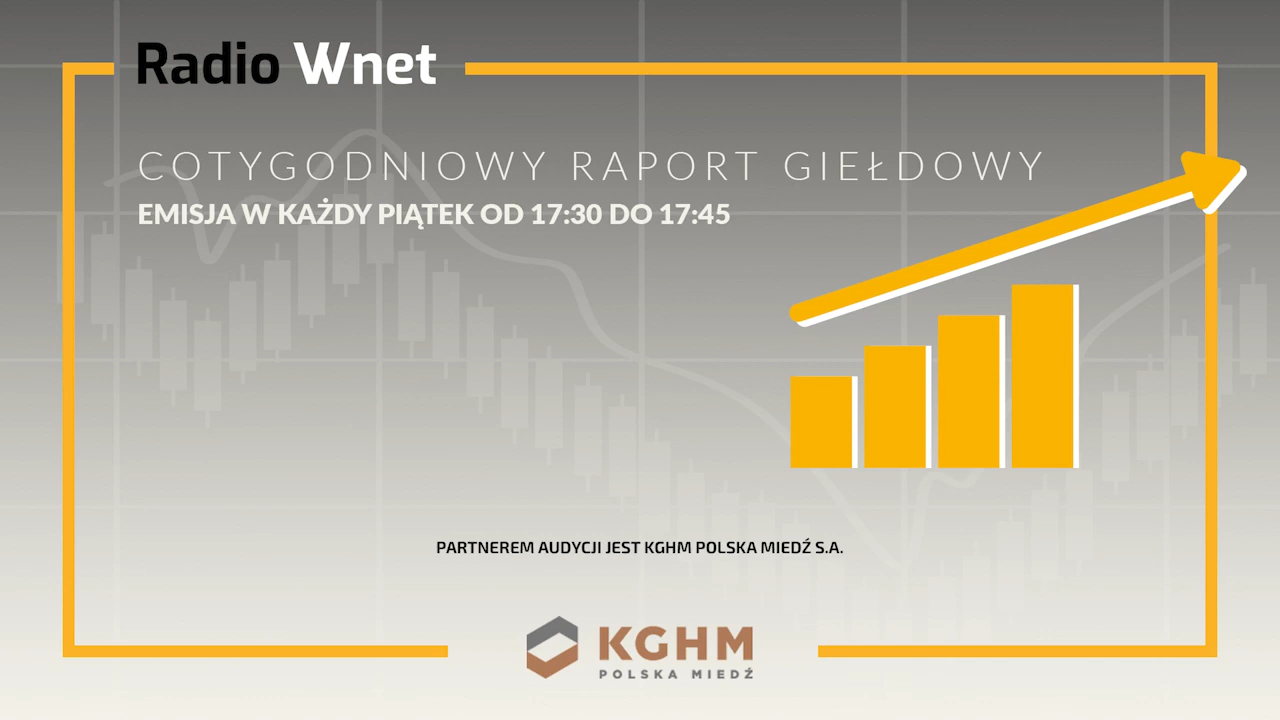 Radio Wnet
COTYGODNIOWY RAPORT GIEŁDOWY
EMISJA W KAŻDY PIĄTEK OD 17:30 DO 17:45
PARTNEREM AUDYCJI JEST KGHM POLSKA MIEDŹ S.A.
KGHM
POLSKA MIEDŹ